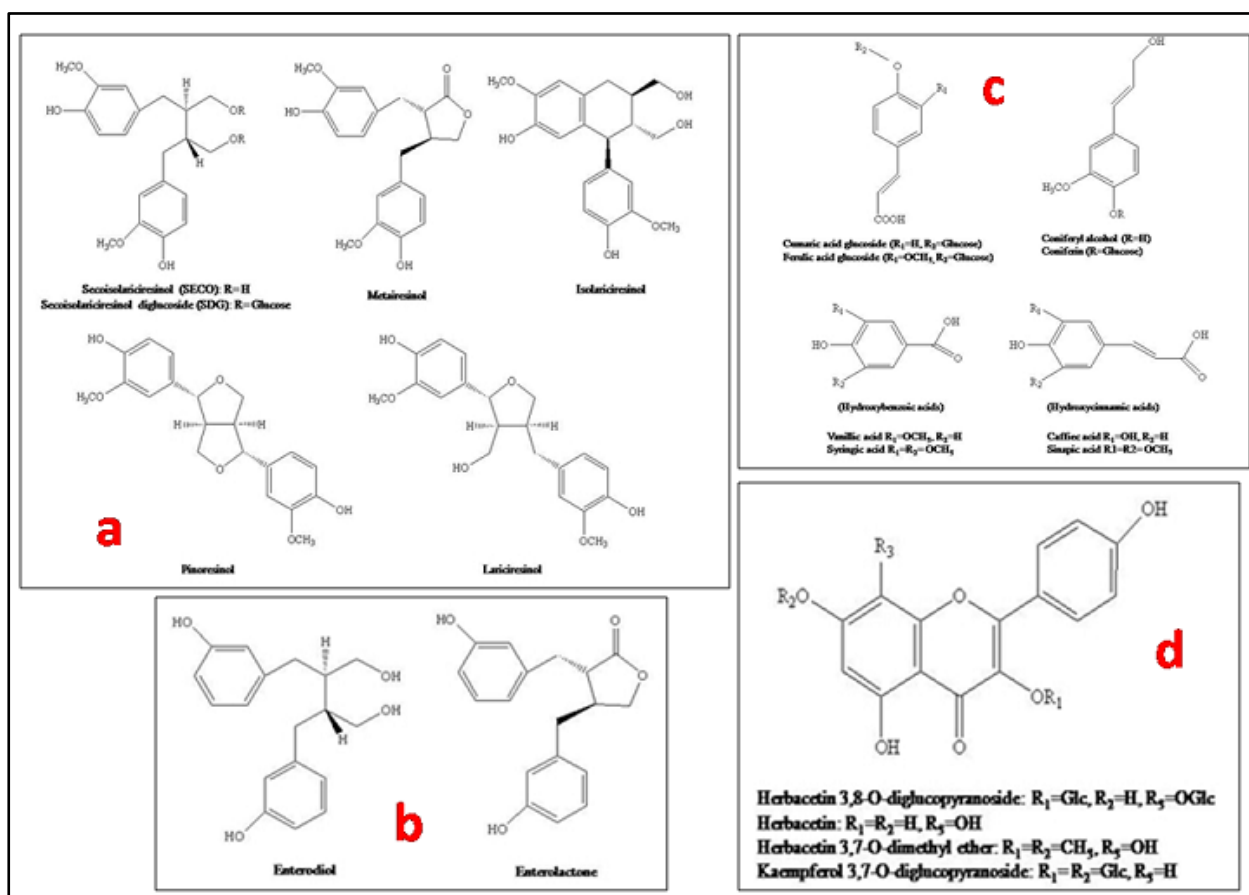 H₃CO
HO
H
OR
OR
H
H₃CO
OH
Secoisolariciresinol (SECO): R=H
Secoisolariciresinol diglucoside (SDG): R=Glucose
H₃CO
HO
O
O
H₃CO
OH
Metairesinol
H₃CO
HO
OH
OH
OCH₃
OH
Isolariciresinol
HO
H₃CO
O
H
H
O
OH
OCH₃
Pinoresinol
HO
H₃CO
O
H
H
HO
OH
OCH₃
Lariciresinol
a
HO
H
OH
OH
H
HO
Enterodiol
HO
O
O
HO
Enterolactone
b
R₂
O
R₁
COOH
Cumaric acid glucoside (R₁=H, R₂=Glucose)
Ferulic acid glucoside (R₁=OCH₃, R₂=Glucose)
c
OH
H₃CO
OR
Coniferyl alcohol (R=H)
Coniferin (R=Glucose)
R₁
HO
R₂
OH
O
(Hydroxybenzoic acids)
Vanillic acid R₁=OCH₃, R₂=H
Syringic acid R₁=R₂=OCH₃
R₁
HO
R₂
OH
O
(Hydroxycinnamic acids)
Caffiec acid R₁=OH, R₂=H
Sinapic acid R1=R2=OCH₃
OH
R₃
R₂O
O
OR₁
OH
O
d
Herbacetin 3,8-O-diglucopyranoside: R₁=Glc, R₂=H, R₃=OGlc
Herbacetin: R₁=R₂=H, R₃=OH
Herbacetin 3,7-O-dimethyl ether: R₁=R₂=CH₃, R₃=OH
Kaempferol 3,7-O-diglucopyranoside: R₁=R₂=Glc, R₃=H